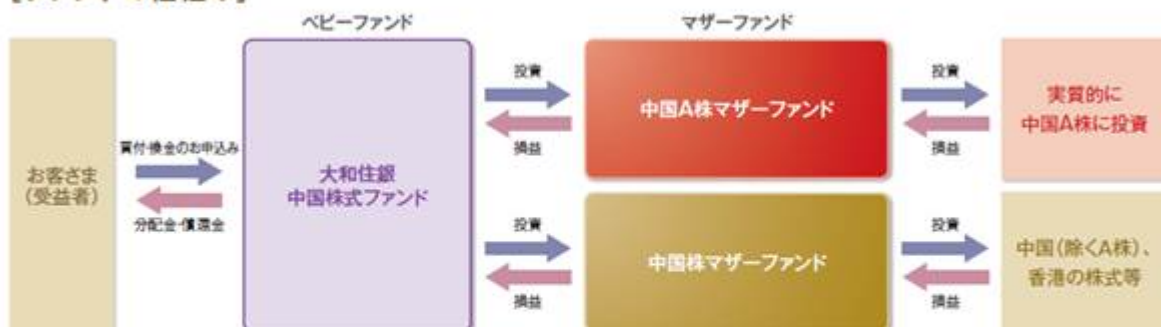 ベビーファンド
マザーファンド
お客さま
(受益者)
買付・換金のお申込み
分配金・償還金
大和住銀
中国株式ファンド
投資
損益
中国A株マザーファンド
投資
損益
実質的に
中国A株に投資
投資
損益
中国株マザーファンド
投資
損益
中国(除くA株)、
香港の株式等